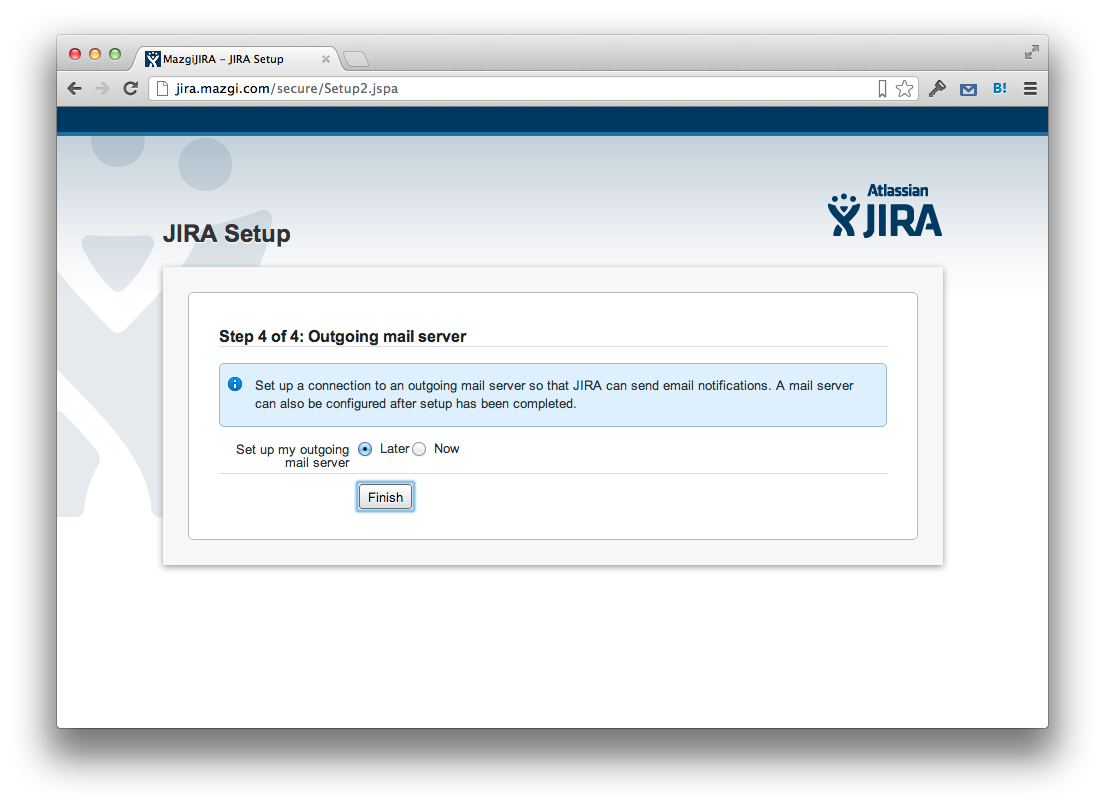 MazgiJIRA – JIRA Setup
jira.mazgi.com/secure/Setup2.jspa
B!
Atlassian
JIRA
JIRA Setup
Step 4 of 4: Outgoing mail server
Set up a connection to an outgoing mail server so that JIRA can send email notifications. A mail server
can also be configured after setup has been completed.
Set up my outgoing
mail server
Later Now
Finish